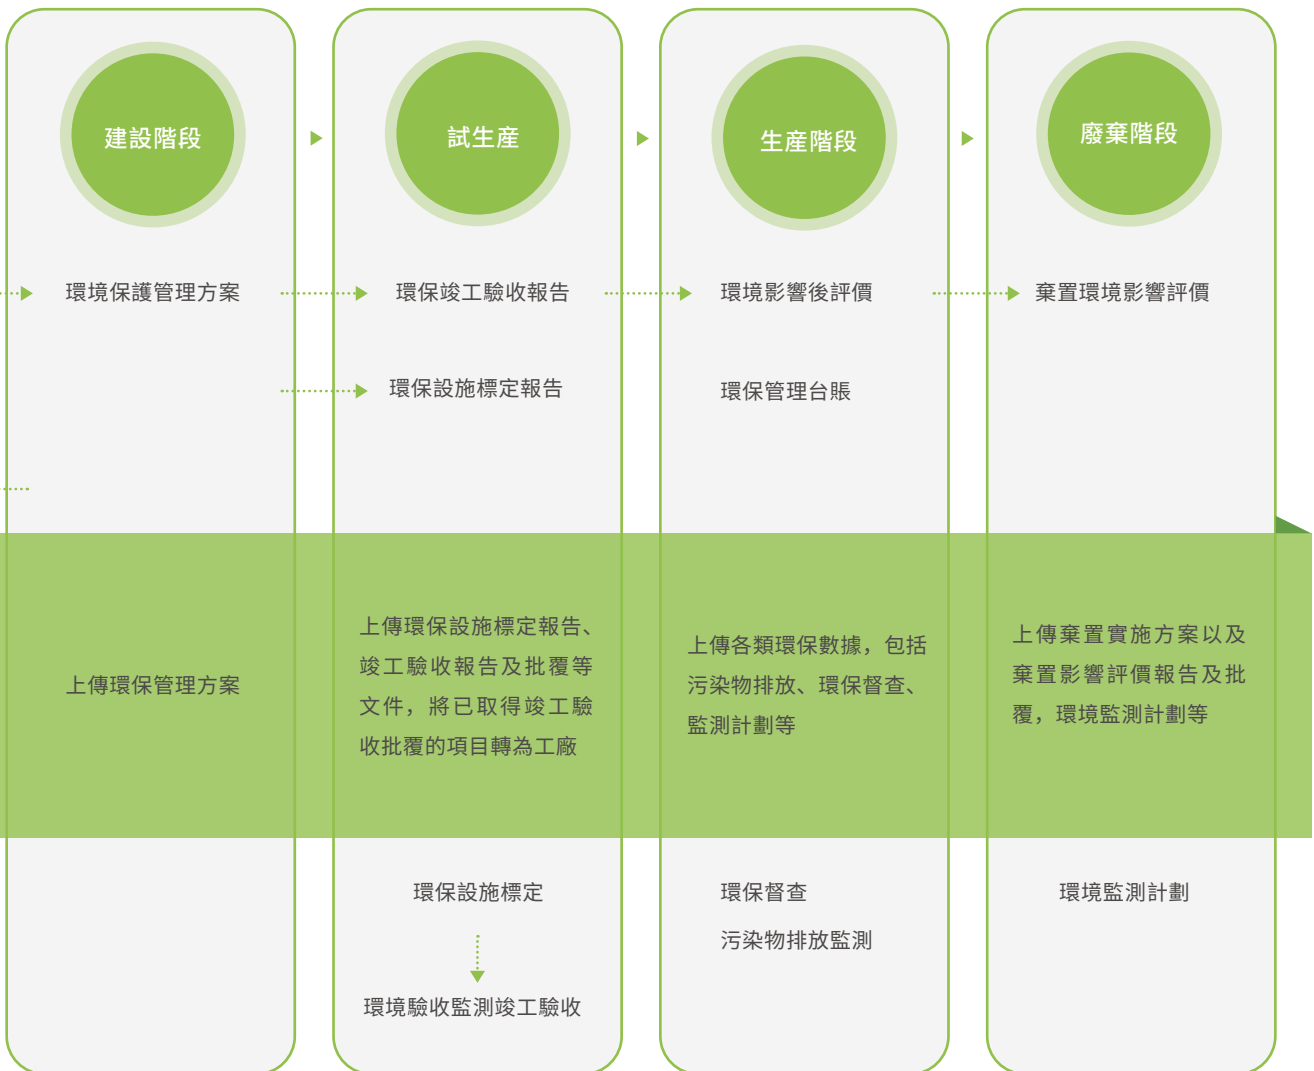 建設階段
試生産
生産階段
廢棄階段
環境保護管理方案
環保竣工驗收報告
環境影響後評價
棄置環境影響評價
環保設施標定報告
環保管理台賬
上傳環保管理方案
上傳環保設施標定報告、
竣工驗收報告及批覆等
文件，將已取得竣工驗
收批覆的項目轉為工廠
上傳各類環保數據，包括
污染物排放、環保督查、
監測計劃等
上傳棄置實施方案以及
棄置影響評價報告及批
覆，環境監測計劃等
環保設施標定
環境驗收監測竣工驗收
環保督查
污染物排放監測
環境監測計劃